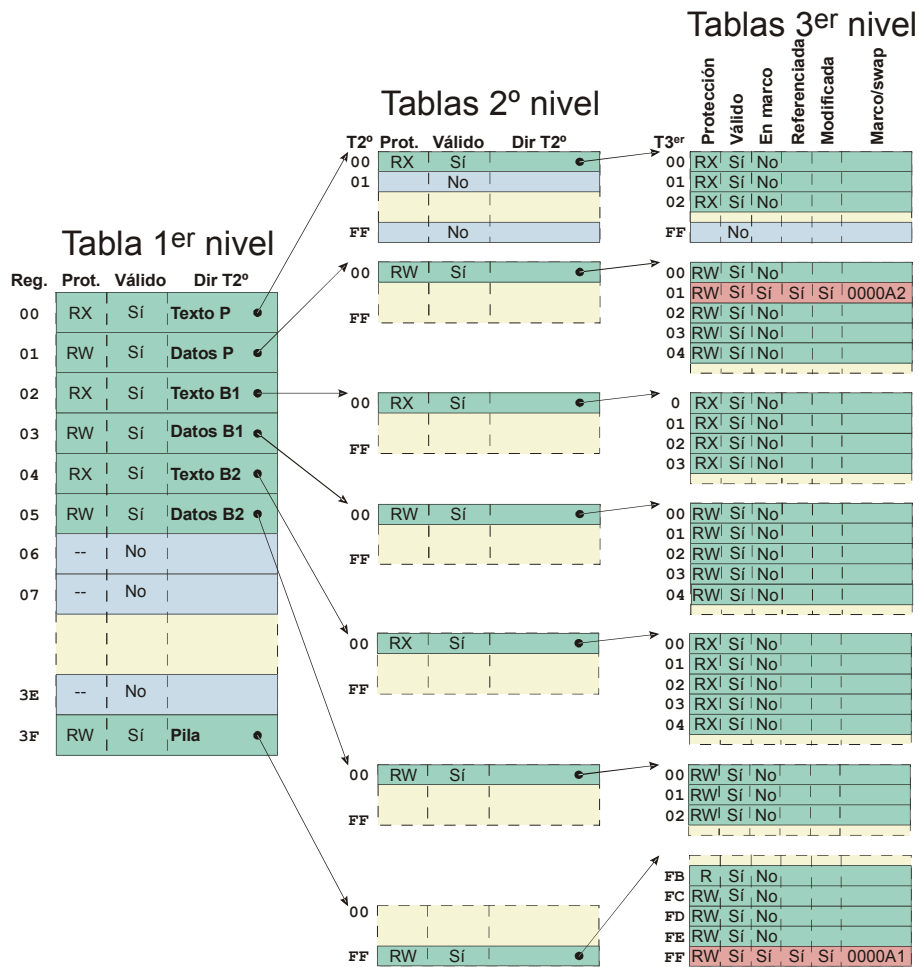 Tablas 3er nivel
Tablas 2º nivel
Protección Válido En marco Referenciada Modificada Marco/swap
T2º Prot. Válido Dir T2º T3er
00 RX Sí 00 RX Sí No
01 No 01 RX Sí No
02 RX Sí No
FF No FF No
Tabla 1er nivel
Reg. Prot. Válido Dir T2º
00 RW Sí 00 RW Sí No
01 RW Sí Sí Sí Sí 0000A2
00 RX Sí Texto P
FF 02 RW Sí No
03 RW Sí No
01 RW Sí Datos P 04 RW Sí No
02 RX Sí Texto B1
00 RX Sí 0 RX Sí No
01 RX Sí No
03 RW Sí Datos B1
FF 02 RX Sí No
03 RX Sí No
04 RX Sí Texto B2
05 RW Sí Datos B2
00 RW Sí 00 RW Sí No
01 RW Sí No
06 -- No
FF 02 RW Sí No
03 RW Sí No
07 -- No
04 RW Sí No
00 RX Sí 00 RX Sí No
01 RX Sí No
FF 02 RX Sí No
3E -- No
03 RX Sí No
04 RX Sí No
3F RW Sí Pila
00 RW Sí 00 RW Sí No
01 RW Sí No
FF 02 RW Sí No
FB R Sí No
FC RW Sí No
00 FD RW Sí No
FE RW Sí No
FF RW Sí FF RW Sí Sí Sí Sí 0000A1